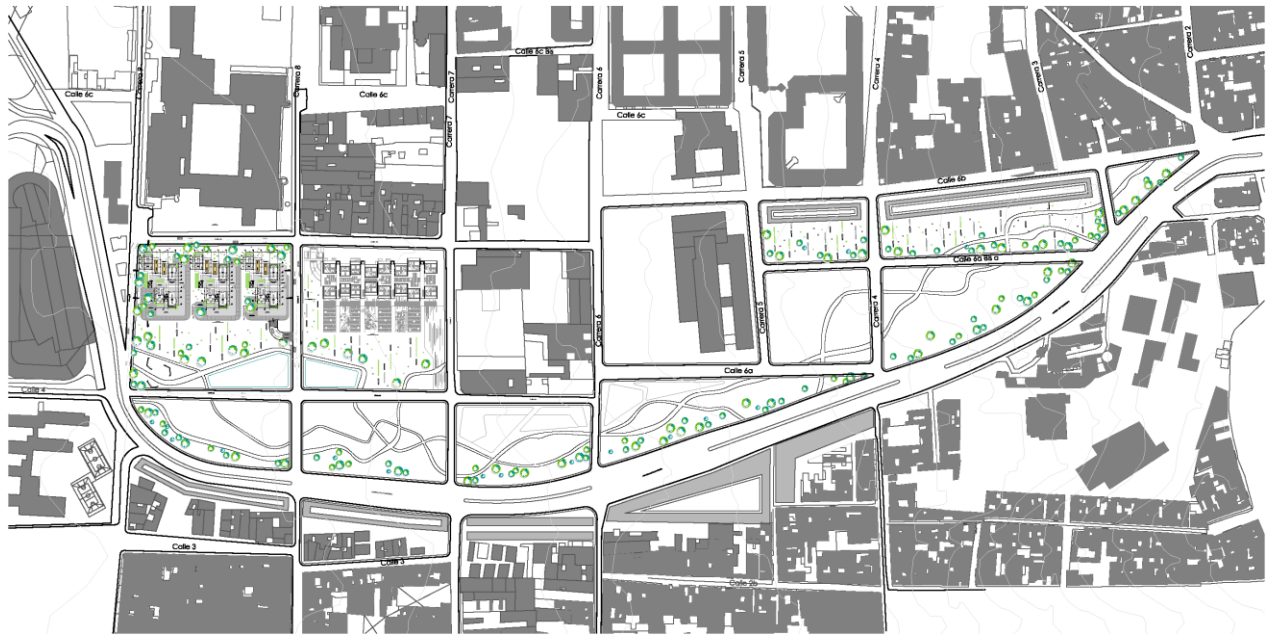 Calle 6c Bis
Calle 6c
Calle 6c
Calle 6c
Carrera 9
Carrera 8
Carrera 7
Carrera 7
Carrera 6
Carrera 5
Carrera 4
Carrera 3
Carrera 2
Calle 6b
Calle 6a Bis a
Carrera 5
Carrera 4
Carrera 6
Calle 6a
Calle 4
Calle 3
Calle 3
Calle 2b